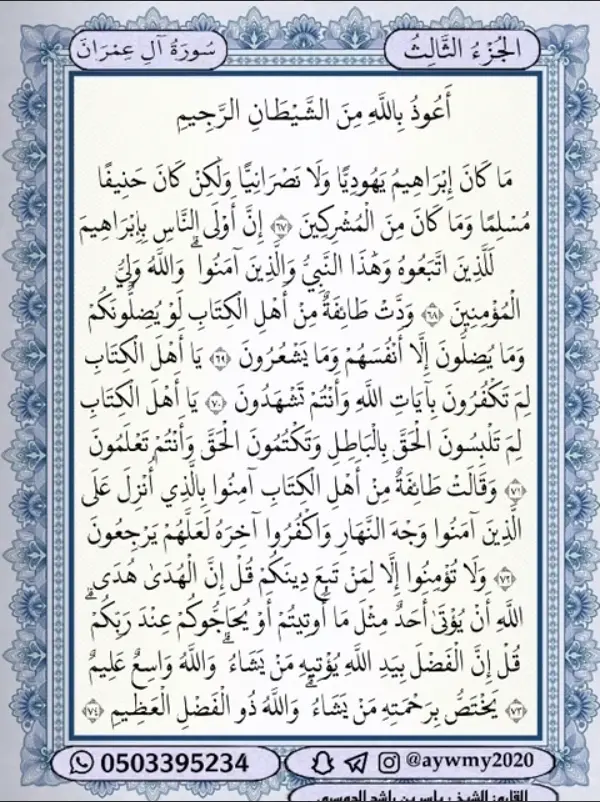 الجُزْءُ الثَّالِثُ
سُورَةُ آلِ عِمْرَانَ
أَعُوذُ بِاللَّهِ مِنَ الشَّيْطَانِ الرَّجِيمِ
مَا كَانَ إِبْرَاهِيمُ يَهُودِيًّا وَلَا نَصْرَانِيًّا وَلَٰكِنْ كَانَ حَنِيفًا
مُسْلِمًا وَمَا كَانَ مِنَ الْمُشْرِكِينَ ﴿٦٧﴾ إِنَّ أَوْلَى النَّاسِ بِإِبْرَاهِيمَ
لَلَّذِينَ اتَّبَعُوهُ وَهَٰذَا النَّبِيُّ وَالَّذِينَ آمَنُوا ۗ وَاللَّهُ وَلِيُّ
الْمُؤْمِنِينَ ﴿٦٨﴾ وَدَّتْ طَائِفَةٌ مِنْ أَهْلِ الْكِتَابِ لَوْ يُضِلُّونَكُمْ
وَمَا يُضِلُّونَ إِلَّا أَنْفُسَهُمْ وَمَا يَشْعُرُونَ ﴿٦٩﴾ يَا أَهْلَ الْكِتَابِ
لِمَ تَكْفُرُونَ بِآيَاتِ اللَّهِ وَأَنْتُمْ تَشْهَدُونَ ﴿٧٠﴾ يَا أَهْلَ الْكِتَابِ
لِمَ تَلْبِسُونَ الْحَقَّ بِالْبَاطِلِ وَتَكْتُمُونَ الْحَقَّ وَأَنْتُمْ تَعْلَمُونَ
﴿٧١﴾ وَقَالَتْ طَائِفَةٌ مِنْ أَهْلِ الْكِتَابِ آمِنُوا بِالَّذِي أُنْزِلَ عَلَى
الَّذِينَ آمَنُوا وَجْهَ النَّهَارِ وَاكْفُرُوا آخِرَهُ لَعَلَّهُمْ يَرْجِعُونَ
﴿٧٢﴾ وَلَا تُؤْمِنُوا إِلَّا لِمَنْ تَبِعَ دِينَكُمْ قُلْ إِنَّ الْهُدَىٰ هُدَى
اللَّهِ أَنْ يُؤْتَىٰ أَحَدٌ مِثْلَ مَا أُوتِيتُمْ أَوْ يُحَاجُّوكُمْ عِنْدَ رَبِّكُمْ ۗ
قُلْ إِنَّ الْفَضْلَ بِيَدِ اللَّهِ يُؤْتِيهِ مَنْ يَشَاءُ ۗ وَاللَّهُ وَاسِعٌ عَلِيمٌ
﴿٧٣﴾ يَخْتَصُّ بِرَحْمَتِهِ مَنْ يَشَاءُ ۗ وَاللَّهُ ذُو الْفَضْلِ الْعَظِيمِ ﴿٧٤﴾
0503395234
@aywmy2020
القارئ: الشيخ ياسر بن راشد الدوسري